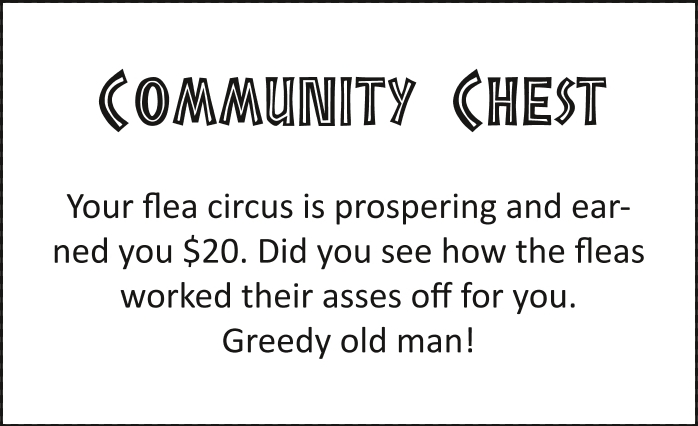 Community Chest
Your flea circus is prospering and ear-
ned you $20. Did you see how the fleas
worked their asses off for you.
Greedy old man!